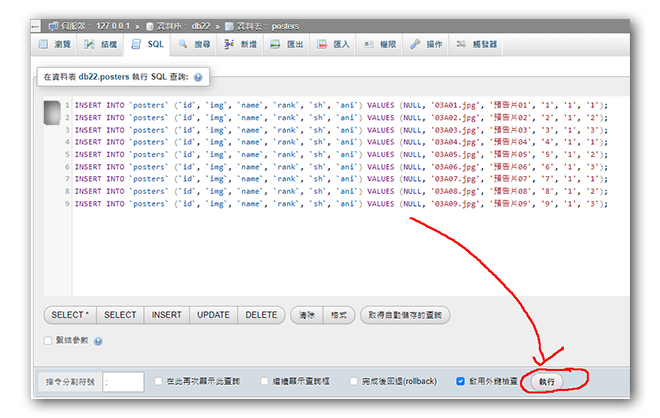 伺服器： 127.0.0.1 » 資料庫： db22 » 資料表： posters
瀏覽 結構 SQL 搜尋 新增 匯出 匯入 權限 操作 觸發器
在資料表 db22.posters 執行 SQL 查詢:
1 INSERT INTO `posters` (`id`, `img`, `name`, `rank`, `sh`, `ani`) VALUES (NULL, '03A01.jpg', '預告片01', '1', '1', '1');
2 INSERT INTO `posters` (`id`, `img`, `name`, `rank`, `sh`, `ani`) VALUES (NULL, '03A02.jpg', '預告片02', '2', '1', '2');
3 INSERT INTO `posters` (`id`, `img`, `name`, `rank`, `sh`, `ani`) VALUES (NULL, '03A03.jpg', '預告片03', '3', '1', '3');
4 INSERT INTO `posters` (`id`, `img`, `name`, `rank`, `sh`, `ani`) VALUES (NULL, '03A04.jpg', '預告片04', '4', '1', '1');
5 INSERT INTO `posters` (`id`, `img`, `name`, `rank`, `sh`, `ani`) VALUES (NULL, '03A05.jpg', '預告片05', '5', '1', '2');
6 INSERT INTO `posters` (`id`, `img`, `name`, `rank`, `sh`, `ani`) VALUES (NULL, '03A06.jpg', '預告片06', '6', '1', '3');
7 INSERT INTO `posters` (`id`, `img`, `name`, `rank`, `sh`, `ani`) VALUES (NULL, '03A07.jpg', '預告片07', '7', '1', '1');
8 INSERT INTO `posters` (`id`, `img`, `name`, `rank`, `sh`, `ani`) VALUES (NULL, '03A08.jpg', '預告片08', '8', '1', '2');
9 INSERT INTO `posters` (`id`, `img`, `name`, `rank`, `sh`, `ani`) VALUES (NULL, '03A09.jpg', '預告片09', '9', '1', '3');
SELECT * SELECT INSERT UPDATE DELETE 清除 格式 取得自動儲存的查詢
繫結參數
指令分割符號 ; 在此再次顯示此查詢 繼續顯示查詢框 完成後回退(rollback) 啟用外鍵檢查 執行